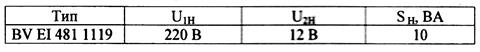 Тип U1Н U2Н SН, ВА
BV EI 481 1119 220 В 12 В 10